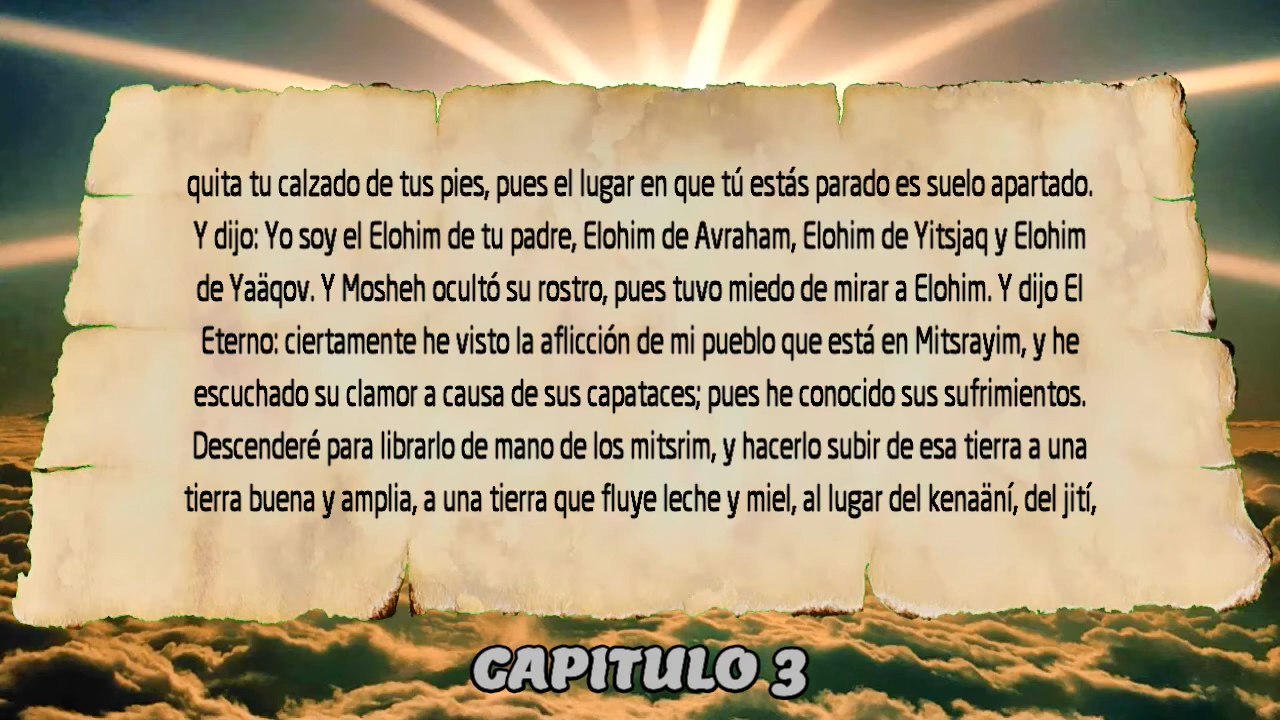 quita tu calzado de tus pies, pues el lugar en que tú estás parado es suelo apartado.
Y dijo: Yo soy el Elohim de tu padre, Elohim de Avraham, Elohim de Yitsjaq y Elohim
de Yaäqov. Y Mosheh ocultó su rostro, pues tuvo miedo de mirar a Elohim. Y dijo El
Eterno: ciertamente he visto la aflicción de mi pueblo que está en Mitsrayim, y he
escuchado su clamor a causa de sus capataces; pues he conocido sus sufrimientos.
Descenderé para librarlo de mano de los mitsrim, y hacerlo subir de esa tierra a una
tierra buena y amplia, a una tierra que fluye leche y miel, al lugar del kenaäní, del jití,
CAPITULO 3